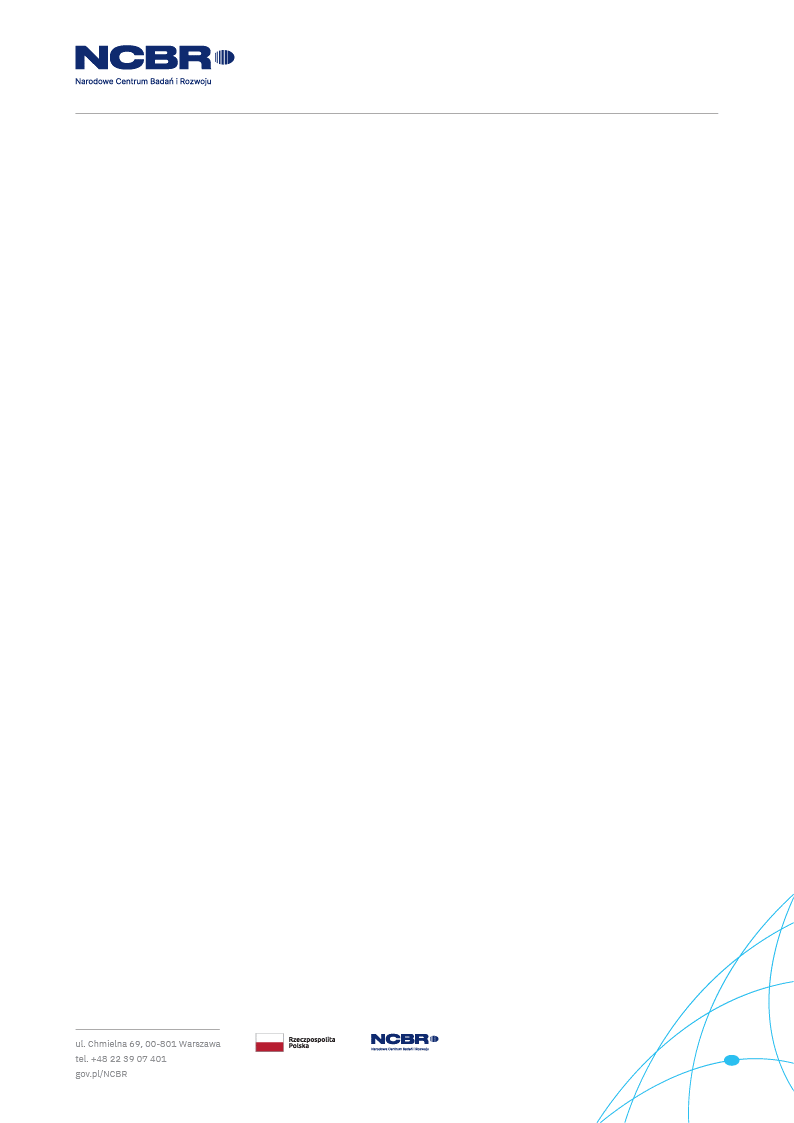 NCBR
Narodowe Centrum Badań i Rozwoju
ul. Chmielna 69, 00-801 Warszawa
tel. +48 22 39 07 401
gov.pl/NCBR
Rzeczpospolita
Polska
NCBR
Narodowe Centrum Badań i Rozwoju